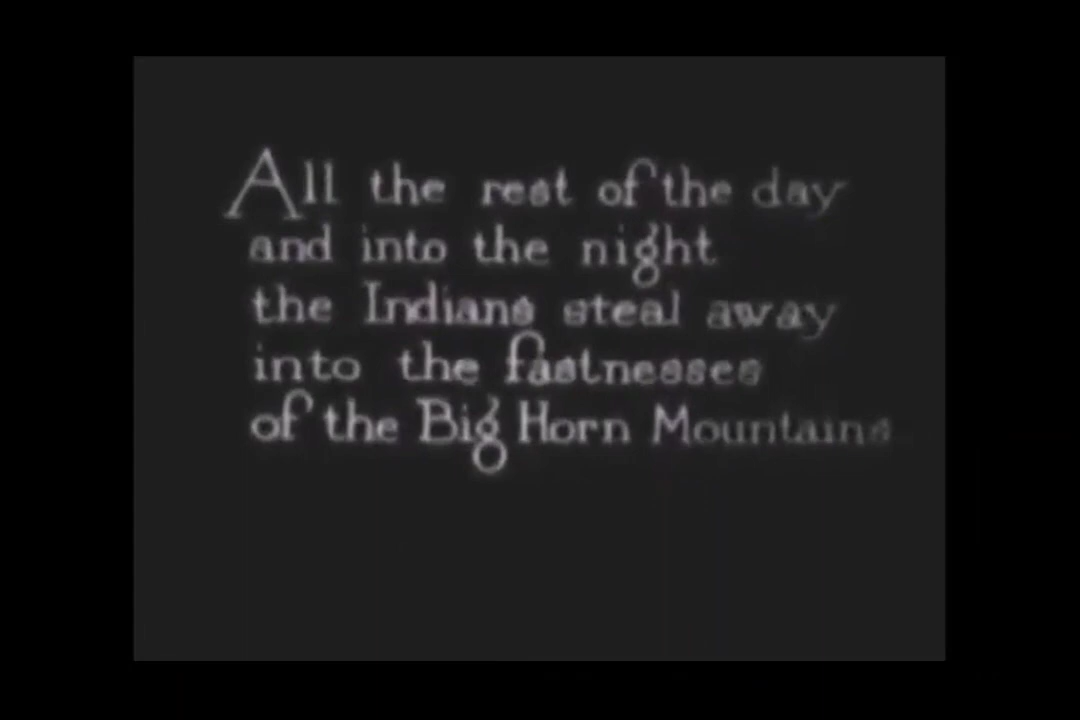 All the rest of the day
and into the night
the Indians steal away
into the fastnesses
of the Big Horn Mountains